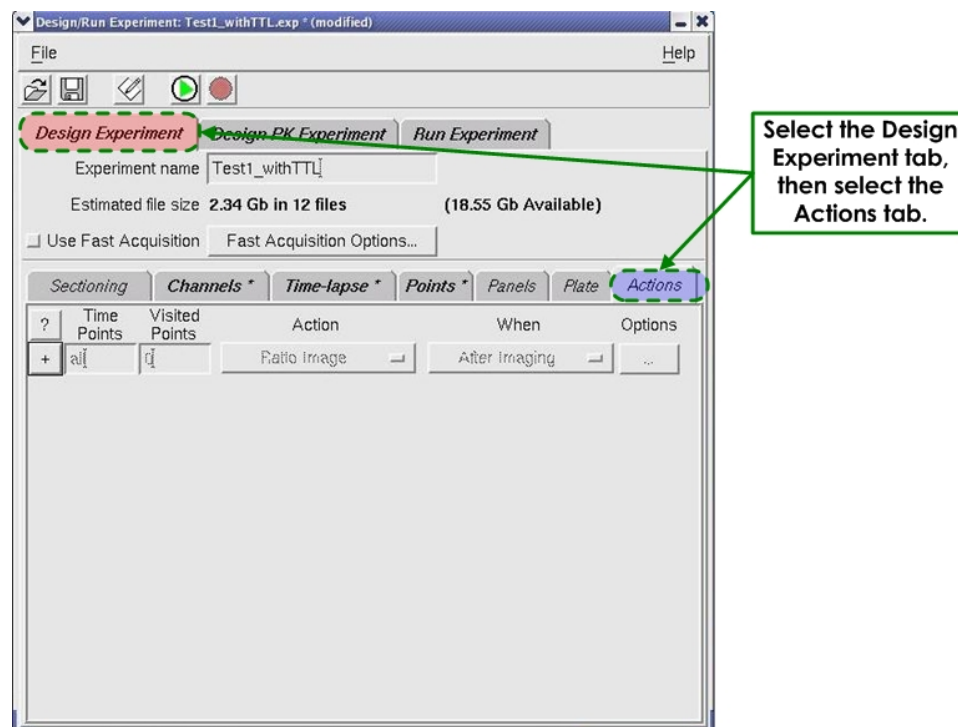 Design/Run Experiment: Test1_withTTL.exp * (modified)
File Help
Design Experiment Design PK Experiment Run Experiment
Select the Design
Experiment tab,
then select the
Actions tab.
Experiment name Test1_withTTL
Estimated file size 2.34 Gb in 12 files (18.55 Gb Available)
Use Fast Acquisition Fast Acquisition Options...
Sectioning Channels * Time-lapse * Points * Panels Plate Actions
? Time Points Visited Points Action When Options
+ all 0 Ratio Image After Imaging ...